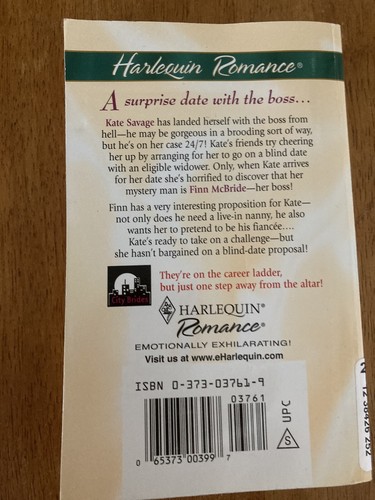 Harlequin Romance®
A surprise date with the boss...
Kate Savage has landed herself with the boss from
hell—he may be gorgeous in a brooding sort of way,
but he's on her case 24/7! Kate's friends try cheering
her up by arranging for her to go on a blind date
with an eligible widower. Only, when Kate arrives
for her date she's horrified to discover that her
mystery man is Finn McBride—her boss!
Finn has a very interesting proposition for Kate—
not only does he need a live-in nanny, he also
wants her to pretend to be his fiancée....
Kate's ready to take on a challenge—but
she hasn't bargained on a blind-date proposal!
City Brides
They're on the career ladder,
but just one step away from the altar!
HARLEQUIN®
Romance®
EMOTIONALLY EXHILARATING!
Visit us at www.eHarlequin.com
ISBN 0-373-03761-9
03761
S UPC
0 65373 00399 7
2
12 38426 252